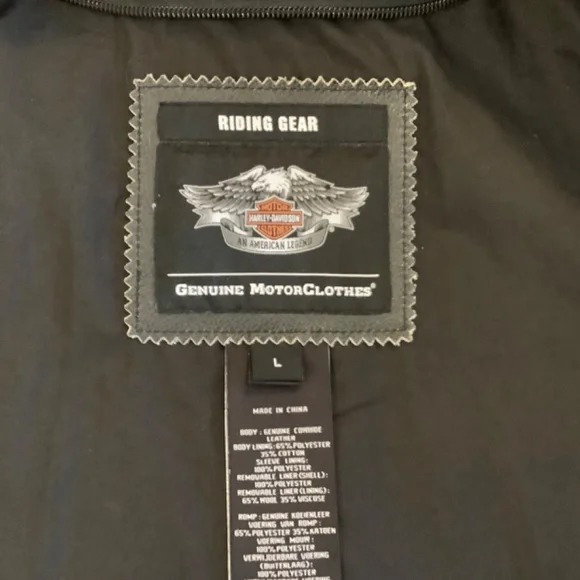 RIDING GEAR
MOTOR
HARLEY-DAVIDSON
CLOTHES
AN AMERICAN LEGEND
GENUINE MOTORCLOTHES®
L
MADE IN CHINA
BODY : GENUINE COWHIDE
LEATHER
BODY LINING: 65% POLYESTER
35% COTTON
SLEEVE LINING:
100% POLYESTER
REMOVABLE LINER(SHELL):
100% POLYESTER
REMOVABLE LINER(LINING):
65% WOOL 35% VISCOSE
ROMP : GENUINE KOEIENLEER
VOERING VAN ROMP :
65% POLYESTER 35% KATOEN
VOERING MOUW :
100% POLYESTER
VERWIJDERBARE VOERING
(BUITENLAAG):
100% POLYESTER
VERWIJDERBARE VOERING